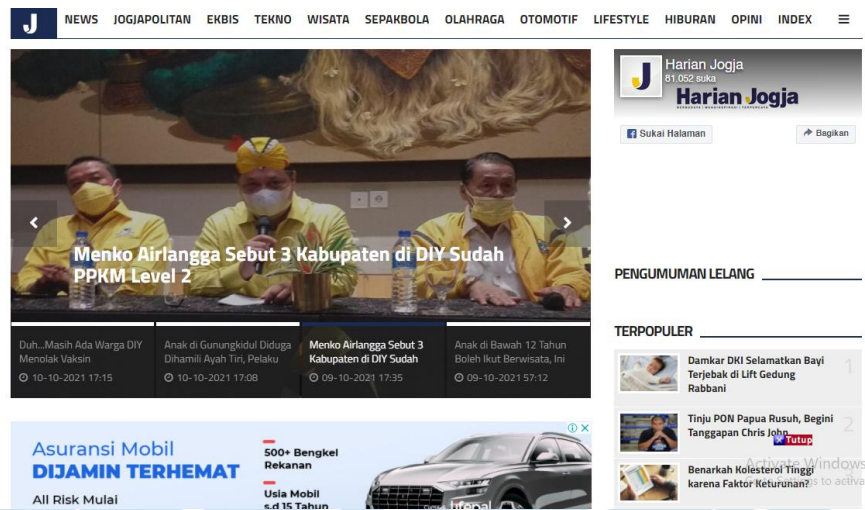 J NEWS JOGJAPOLITAN EKBIS TEKNO WISATA SEPAKBOLA OLAHRAGA OTOMOTIF LIFESTYLE HIBURAN OPINI INDEX
Menko Airlangga Sebut 3 Kabupaten di DIY Sudah
PPKM Level 2
Duh...Masih Ada Warga DIY
Menolak Vaksin
10-10-2021 17:15
Anak di Gunungkidul Diduga
Dihamili Ayah Tiri, Pelaku
10-10-2021 17:08
Menko Airlangga Sebut 3
Kabupaten di DIY Sudah
09-10-2021 17:35
Anak di Bawah 12 Tahun
Boleh Ikut Berwisata, Ini
09-10-2021 57:12
Asuransi Mobil
DIJAMIN TERHEMAT
All Risk Mulai
500+ Bengkel
Rekanan
Usia Mobil
s.d 15 Tahun
lifepal
J Harian Jogja
81.052 suka
Harian Jogja
Sukai Halaman
Bagikan
PENGUMUMAN LELANG
TERPOPULER
Damkar DKI Selamatkan Bayi
Terjebak di Lift Gedung
Rabbani
1
Tinju PON Papua Rusuh, Begini
Tanggapan Chris John
2
Tutup
Benarkah Kolesterol Tinggi
karena Faktor Keturunan?
Activate Windows
Go to Settings to activa